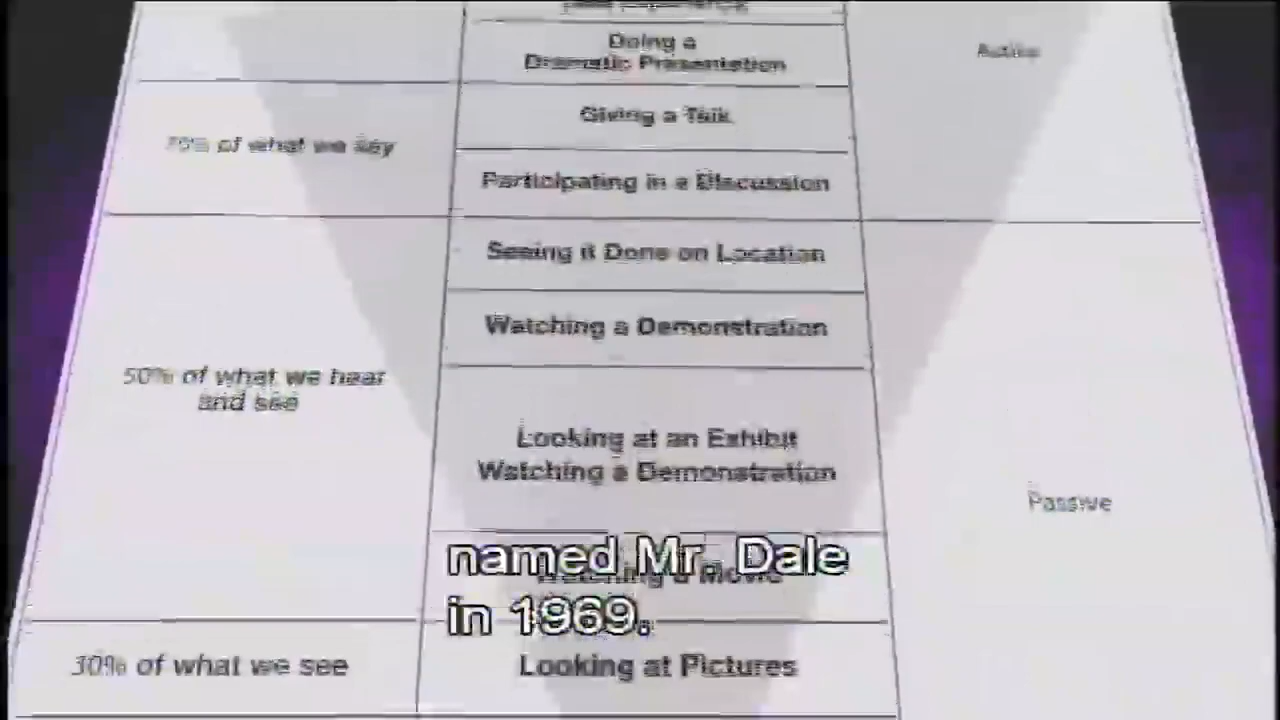 Doing a
Dramatic Presentation
Active
Giving a Talk
70% of what we say
Participating in a Discussion
Seeing it Done on Location
Watching a Demonstration
50% of what we hear
and see
Looking at an Exhibit
Watching a Demonstration
Passive
named Mr. Dale
Watching a Movie
in 1969.
30% of what we see
Looking at Pictures